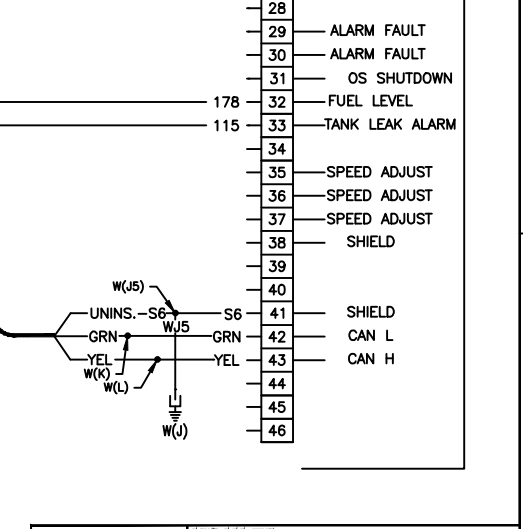 28
29 ALARM FAULT
30 ALARM FAULT
31 OS SHUTDOWN
178 32 FUEL LEVEL
115 33 TANK LEAK ALARM
34
35 SPEED ADJUST
36 SPEED ADJUST
37 SPEED ADJUST
38 SHIELD
39
W(J5) 40
UNINS. S6 S6 41 SHIELD
WJ5
GRN GRN 42 CAN L
YEL YEL 43 CAN H
W(K)
W(L) 44
45
W(J) 46